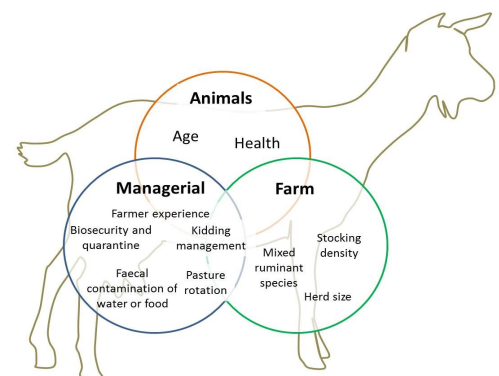 Animals
Age
Health
Managerial
Farmer experience
Biosecurity and
quarantine
Kidding
management
Faecal
contamination of
water or food
Pasture
rotation
Farm
Mixed
ruminant
species
Stocking
density
Herd size